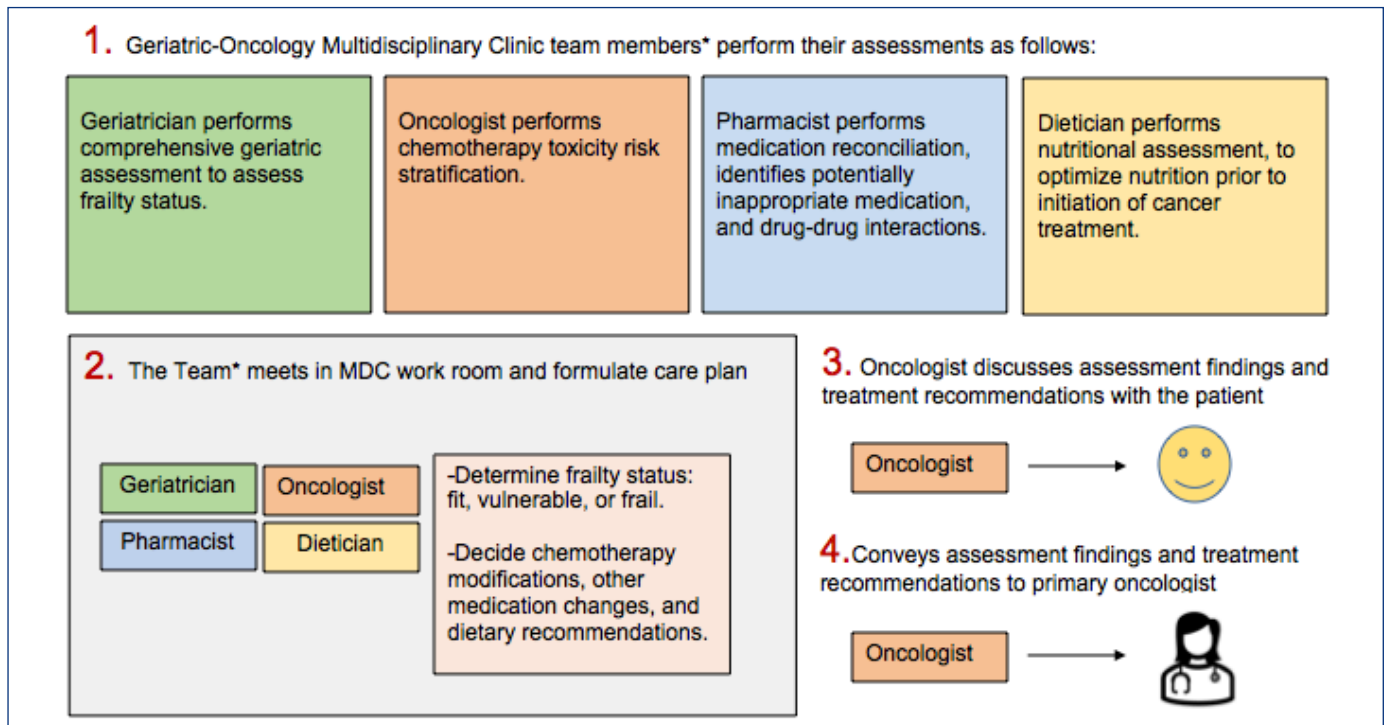 1. Geriatric-Oncology Multidisciplinary Clinic team members* perform their assessments as follows:
Geriatrician performs
comprehensive geriatric
assessment to assess
frailty status.
Oncologist performs
chemotherapy toxicity risk
stratification.
Pharmacist performs
medication reconciliation,
identifies potentially
inappropriate medication,
and drug-drug interactions.
Dietician performs
nutritional assessment, to
optimize nutrition prior to
initiation of cancer
treatment.
2. The Team* meets in MDC work room and formulate care plan
Geriatrician
Oncologist
Pharmacist
Dietician
-Determine frailty status:
fit, vulnerable, or frail.
-Decide chemotherapy
modifications, other
medication changes, and
dietary recommendations.
3. Oncologist discusses assessment findings and
treatment recommendations with the patient
Oncologist
4.Conveys assessment findings and treatment
recommendations to primary oncologist
Oncologist